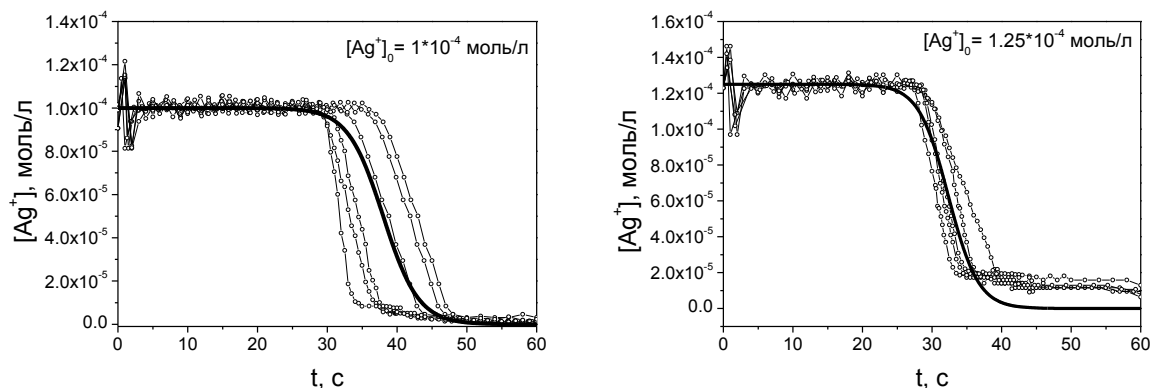 [Ag⁺]₀= 1*10⁻⁴ моль/л
[Ag⁺], моль/л
1.4x10⁻⁴
1.2x10⁻⁴
1.0x10⁻⁴
8.0x10⁻⁵
6.0x10⁻⁵
4.0x10⁻⁵
2.0x10⁻⁵
0.0
0 10 20 30 40 50 60
t, с
[Ag⁺]₀= 1.25*10⁻⁴ моль/л
[Ag⁺], моль/л
1.6x10⁻⁴
1.4x10⁻⁴
1.2x10⁻⁴
1.0x10⁻⁴
8.0x10⁻⁵
6.0x10⁻⁵
4.0x10⁻⁵
2.0x10⁻⁵
0.0
0 10 20 30 40 50 60
t, с